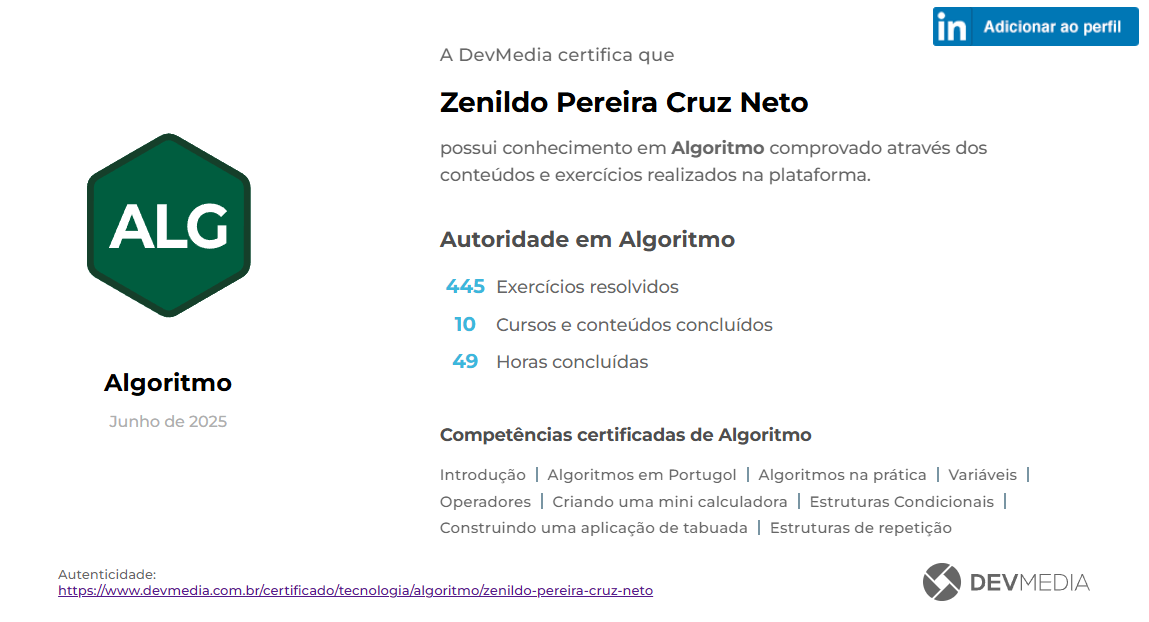 in Adicionar ao perfil
A DevMedia certifica que
Zenildo Pereira Cruz Neto
possui conhecimento em Algoritmo comprovado através dos
conteúdos e exercícios realizados na plataforma.
ALG
Algoritmo
Junho de 2025
Autoridade em Algoritmo
445 Exercícios resolvidos
10 Cursos e conteúdos concluídos
49 Horas concluídas
Competências certificadas de Algoritmo
Introdução | Algoritmos em Portugol | Algoritmos na prática | Variáveis |
Operadores | Criando uma mini calculadora | Estruturas Condicionais |
Construindo uma aplicação de tabuada | Estruturas de repetição
Autenticidade:
https://www.devmedia.com.br/certificado/tecnologia/algoritmo/zenildo-pereira-cruz-neto
DEVMEDIA